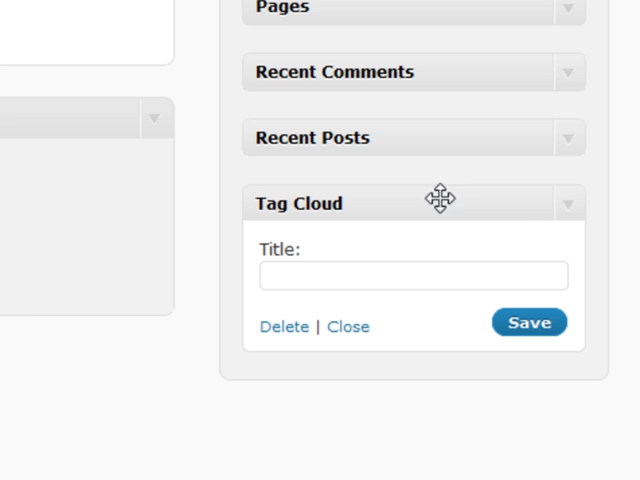 Pages
Recent Comments
Recent Posts
Tag Cloud
Title:
Delete | Close
Save